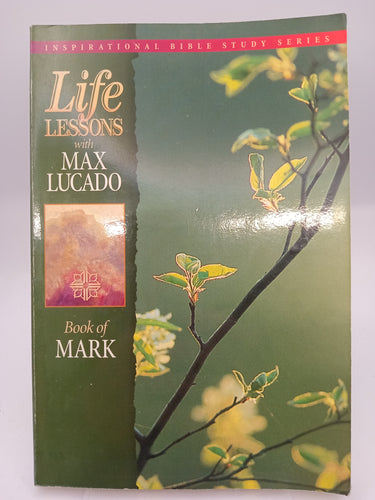 INSPIRATIONAL BIBLE STUDY SERIES
Life
LESSONS
with
MAX
LUCADO
Book of
MARK